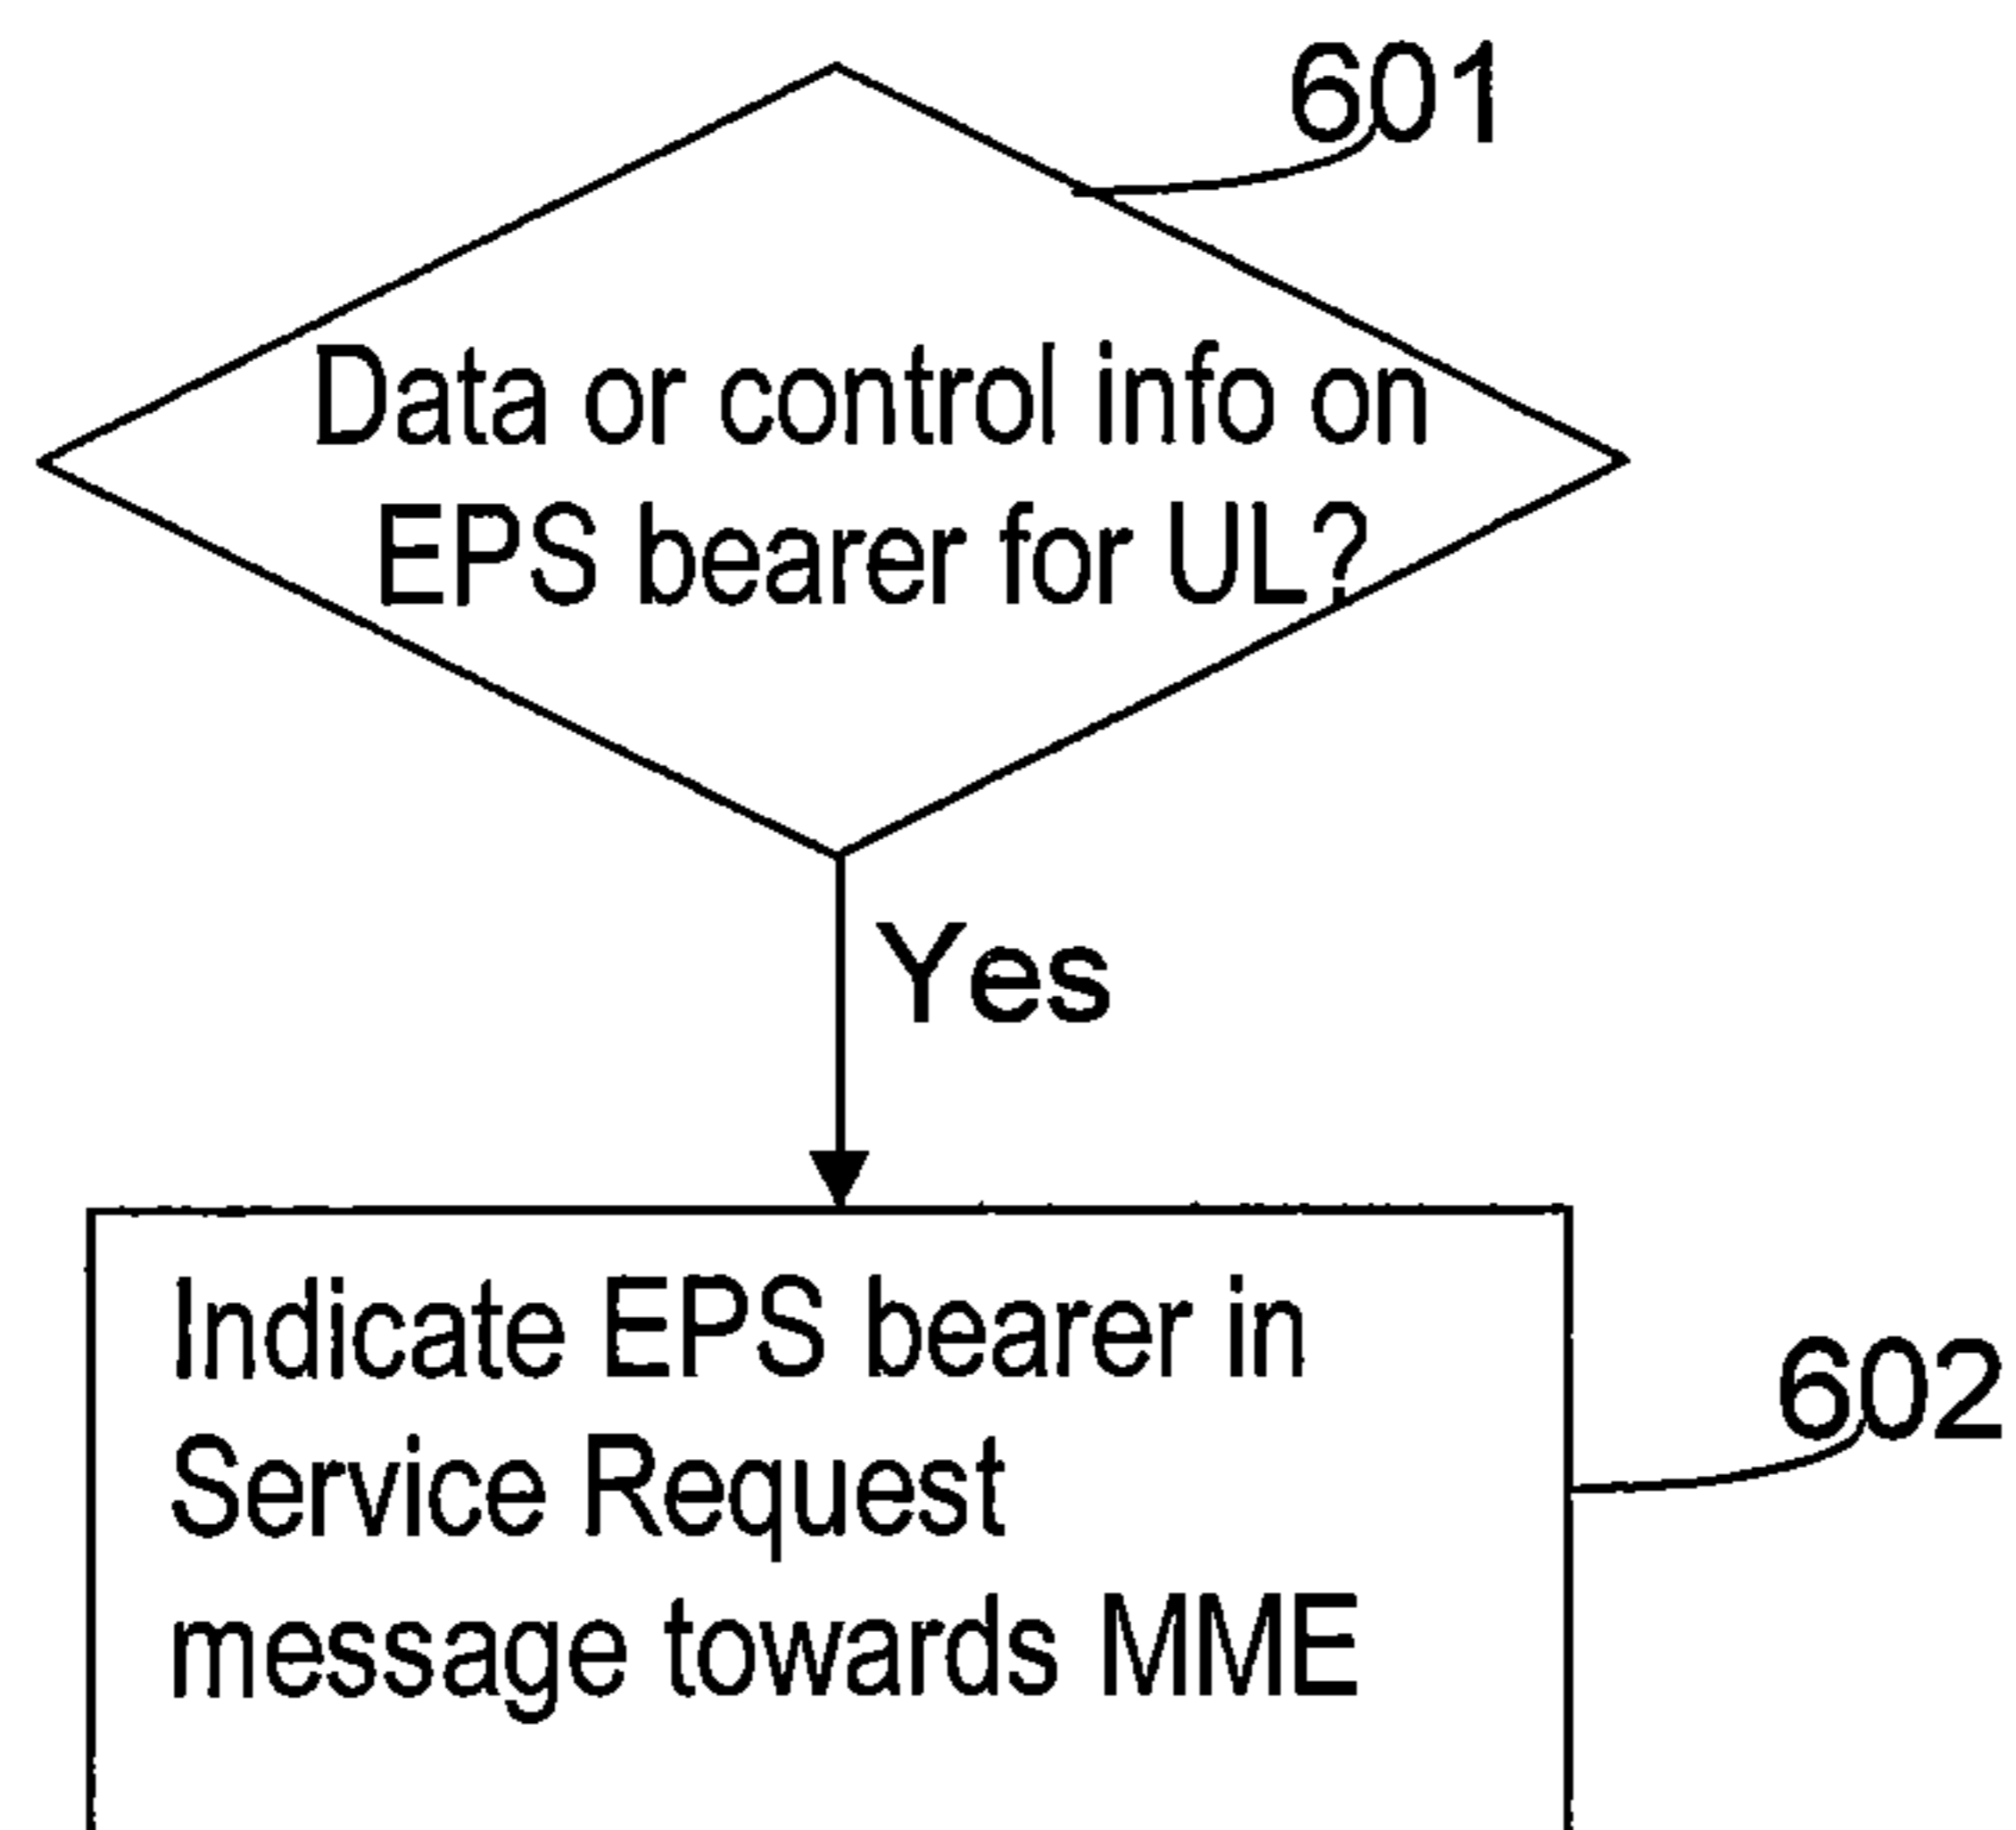 601
Data or control info on
EPS bearer for UL?
Yes
Indicate EPS bearer in
Service Request
message towards MME
602